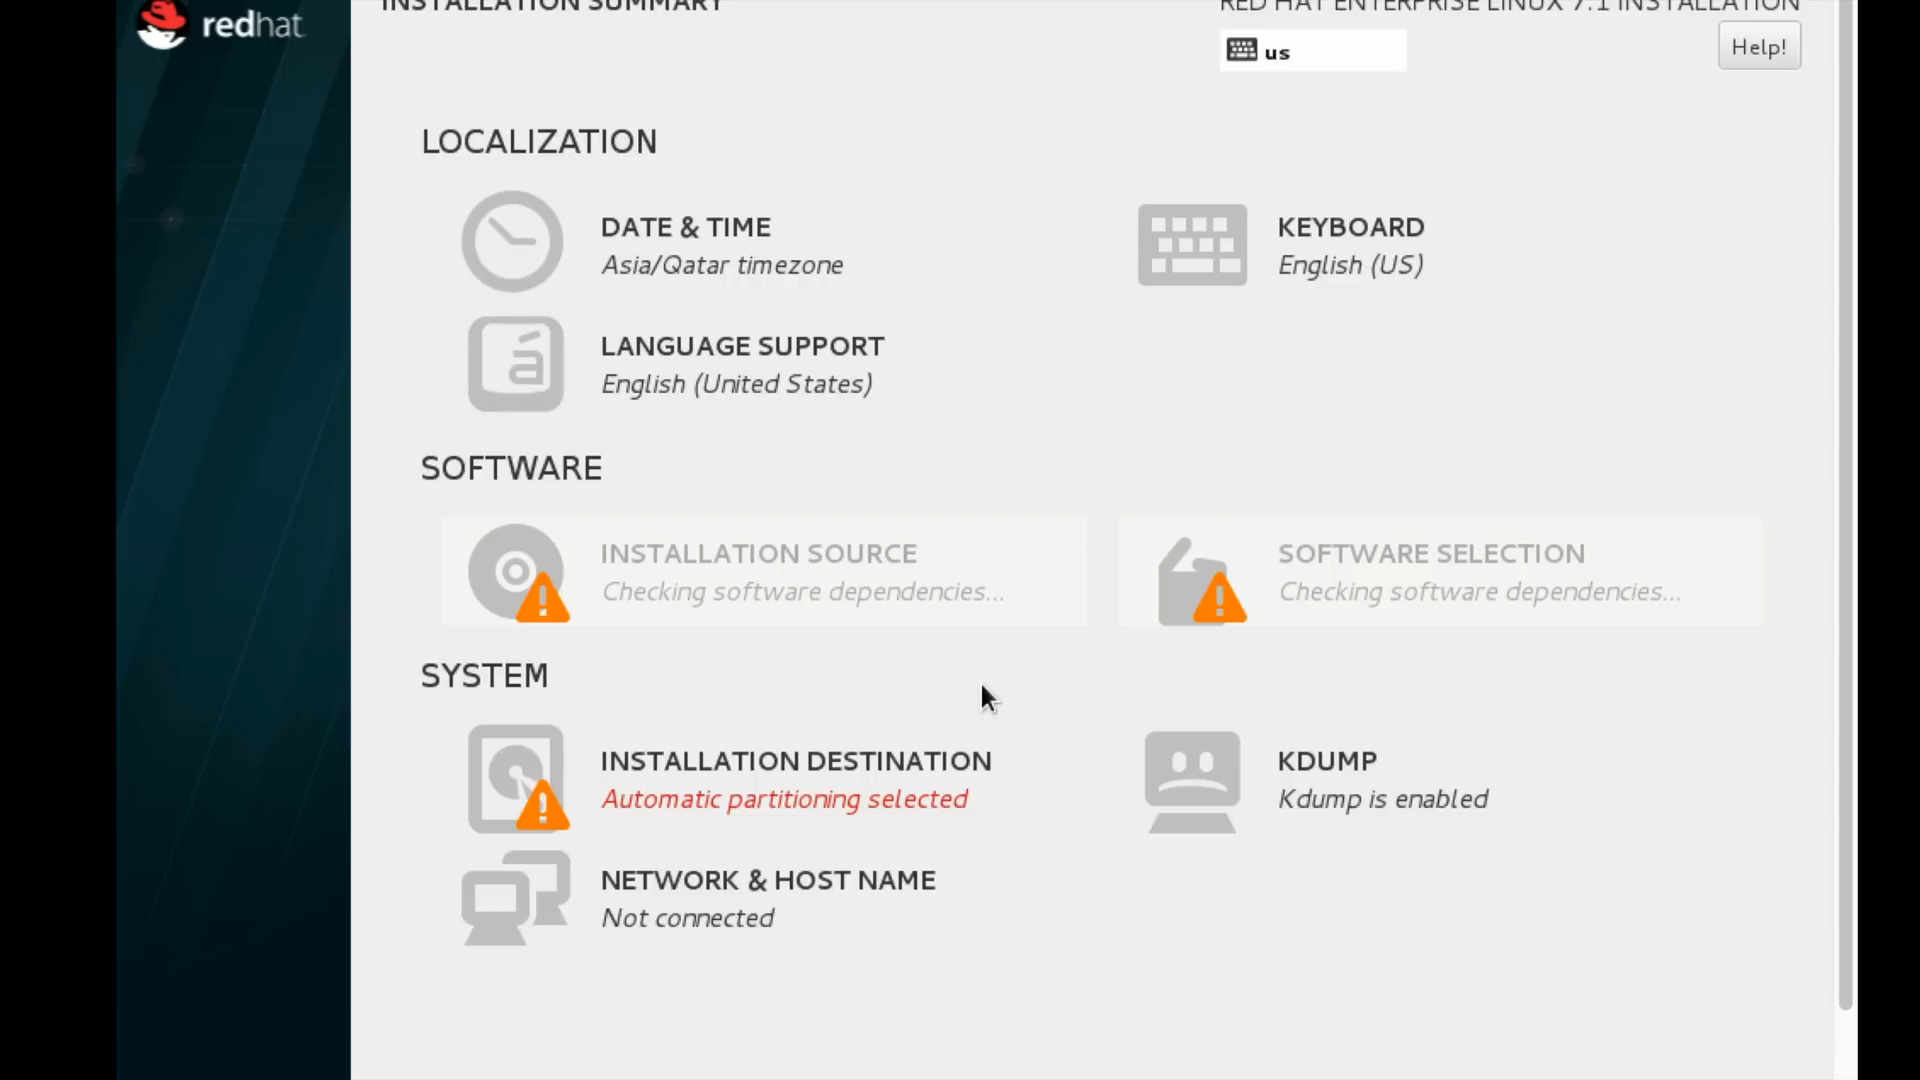 redhat
INSTALLATION SUMMARY
RED HAT ENTERPRISE LINUX 7.1 INSTALLATION
us
Help!
LOCALIZATION
DATE & TIME
Asia/Qatar timezone
KEYBOARD
English (US)
á
LANGUAGE SUPPORT
English (United States)
SOFTWARE
INSTALLATION SOURCE
Checking software dependencies...
SOFTWARE SELECTION
Checking software dependencies...
SYSTEM
INSTALLATION DESTINATION
Automatic partitioning selected
KDUMP
Kdump is enabled
NETWORK & HOST NAME
Not connected